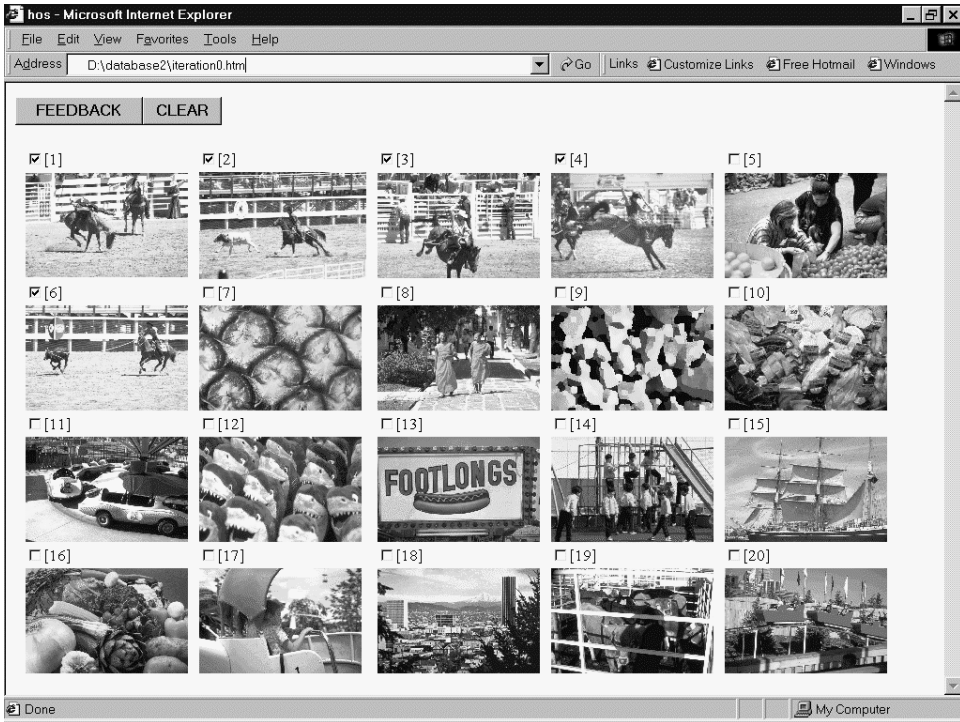 hos - Microsoft Internet Explorer
File Edit View Favorites Tools Help
Address D:\database2\iteration0.htm Go Links Customize Links Free Hotmail Windows
FEEDBACK CLEAR
[1] [2] [3] [4] [5]
[6] [7] [8] [9] [10]
[11] [12] [13] [14] [15]
FOOTLONGS
[16] [17] [18] [19] [20]
Done My Computer